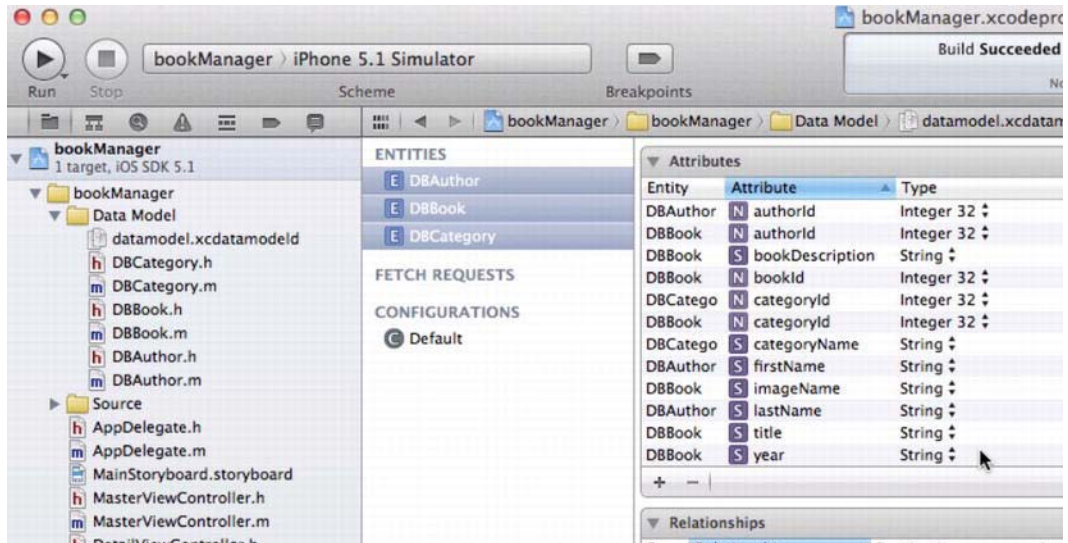 bookManager.xcodepro
bookManager › iPhone 5.1 Simulator
Build Succeeded
Run Stop Scheme Breakpoints No
bookManager › bookManager › Data Model › datamodel.xcdatam
bookManager
1 target, iOS SDK 5.1
bookManager
Data Model
datamodel.xcdatamodeld
h DBCategory.h
m DBCategory.m
h DBBook.h
m DBBook.m
h DBAuthor.h
m DBAuthor.m
Source
h AppDelegate.h
m AppDelegate.m
MainStoryboard.storyboard
h MasterViewController.h
m MasterViewController.m
h DetailViewController.h
ENTITIES
E DBAuthor
E DBBook
E DBCategory
FETCH REQUESTS
CONFIGURATIONS
C Default
Attributes
Entity Attribute Type
DBAuthor N authorId Integer 32
DBBook N authorId Integer 32
DBBook S bookDescription String
DBBook N bookId Integer 32
DBCatego N categoryId Integer 32
DBBook N categoryId Integer 32
DBCatego S categoryName String
DBAuthor S firstName String
DBBook S imageName String
DBAuthor S lastName String
DBBook S title String
DBBook S year String
+ −
Relationships